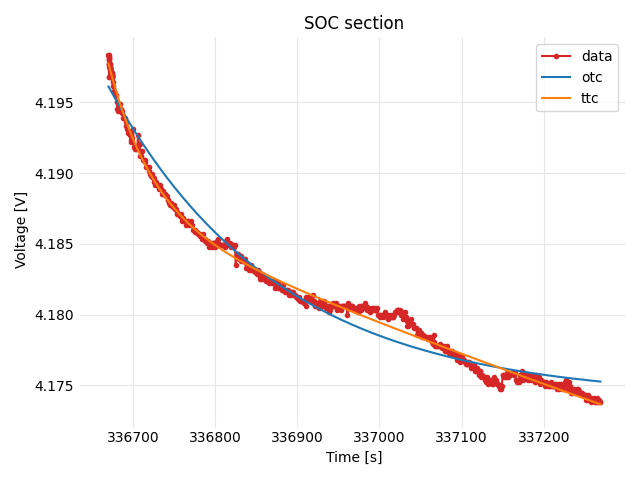 SOC section
data
otc
ttc
4.195
4.190
4.185
4.180
4.175
Voltage [V]
336700 336800 336900 337000 337100 337200
Time [s]